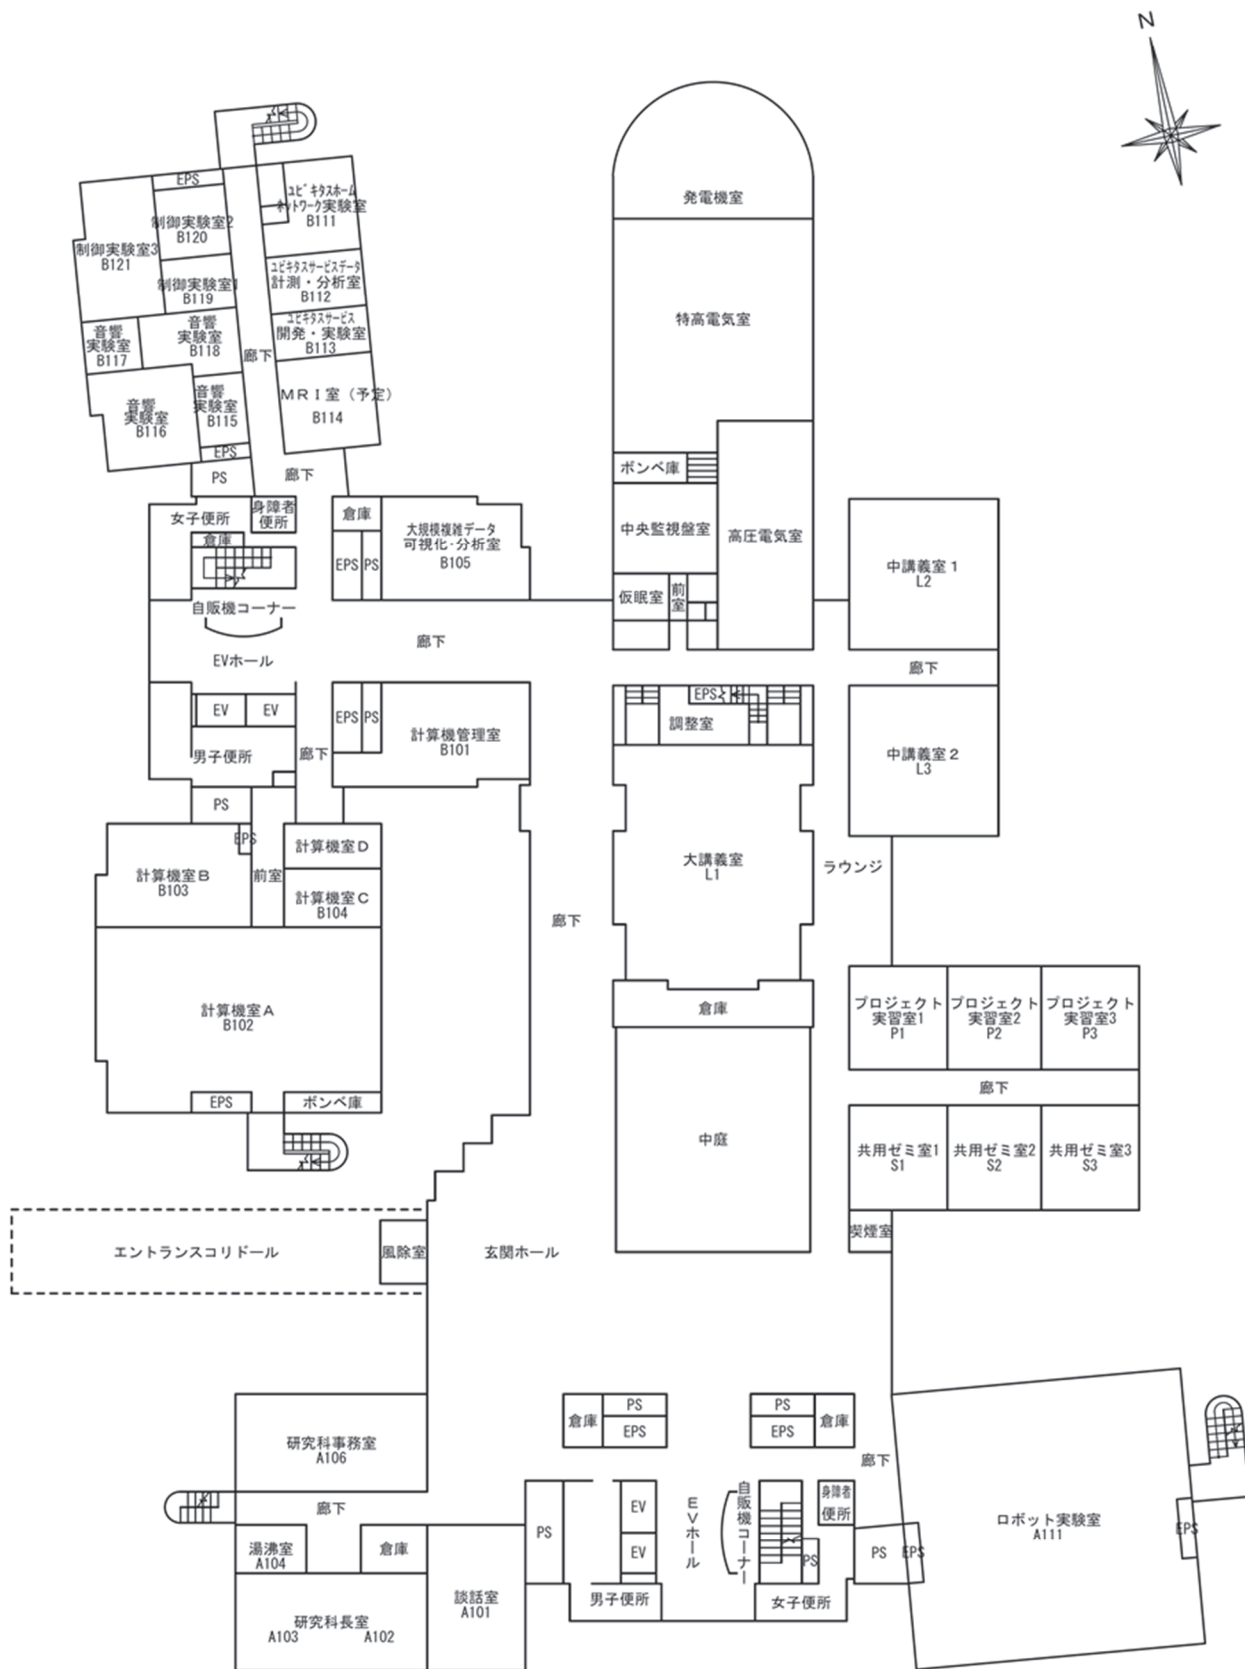 N
発電機室
特高電気室
ボンベ庫
中央監視盤室
高圧電気室
仮眠室
前室
EPS
制御実験室2
B120
制御実験室3
B121
制御実験室1
B119
音響
実験室
B117
音響
実験室
B118
音響
実験室
B116
音響
実験室
B115
EPS
PS
廊下
ユビキタスホーム
ネットワーク実験室
B111
ユビキタスサービスデータ
計測・分析室
B112
ユビキタスサービス
開発・実験室
B113
MRI室(予定)
B114
廊下
女子便所
身障者
便所
倉庫
倉庫
EPS
PS
大規模複雑データ
可視化・分析室
B105
自販機コーナー
EVホール
廊下
EV
EV
男子便所
廊下
EPS
PS
計算機管理室
B101
PS
EPS
前室
計算機室B
B103
計算機室D
計算機室C
B104
計算機室A
B102
EPS
ボンベ庫
中講義室1
L2
廊下
中講義室2
L3
EPS
調整室
大講義室
L1
ラウンジ
廊下
倉庫
中庭
プロジェクト
実習室1
P1
プロジェクト
実習室2
P2
プロジェクト
実習室3
P3
廊下
共用ゼミ室1
S1
共用ゼミ室2
S2
共用ゼミ室3
S3
喫煙室
エントランスコリドール
風除室
玄関ホール
研究科事務室
A106
廊下
湯沸室
A104
倉庫
研究科長室
A103
A102
談話室
A101
倉庫
PS
EPS
PS
EPS
倉庫
廊下
PS
EV
EV
EVホール
自販機コーナー
身障者
便所
PS
男子便所
女子便所
PS
EPS
ロボット実験室
A111
EPS